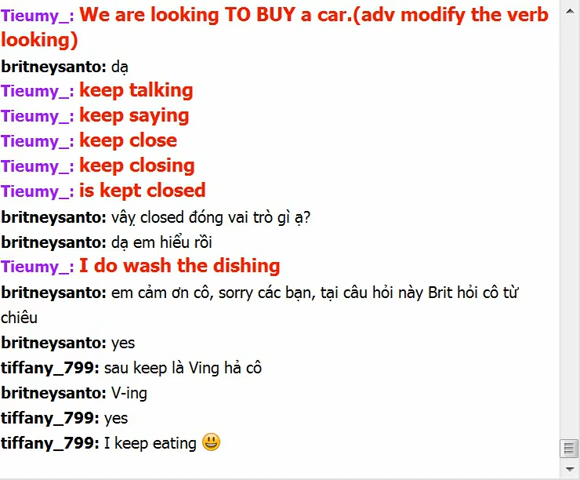 Tieumy_: We are looking TO BUY a car.(adv modify the verb
looking)
britneysanto: dạ
Tieumy_: keep talking
Tieumy_: keep saying
Tieumy_: keep close
Tieumy_: keep closing
Tieumy_: is kept closed
britneysanto: vậy closed đóng vai trò gì ạ?
britneysanto: dạ em hiểu rồi
Tieumy_: I do wash the dishing
britneysanto: em cảm ơn cô, sorry các bạn, tại câu hỏi này Brit hỏi cô từ
chiêu
britneysanto: yes
tiffany_799: sau keep là Ving hả cô
britneysanto: V-ing
tiffany_799: yes
tiffany_799: I keep eating 😃